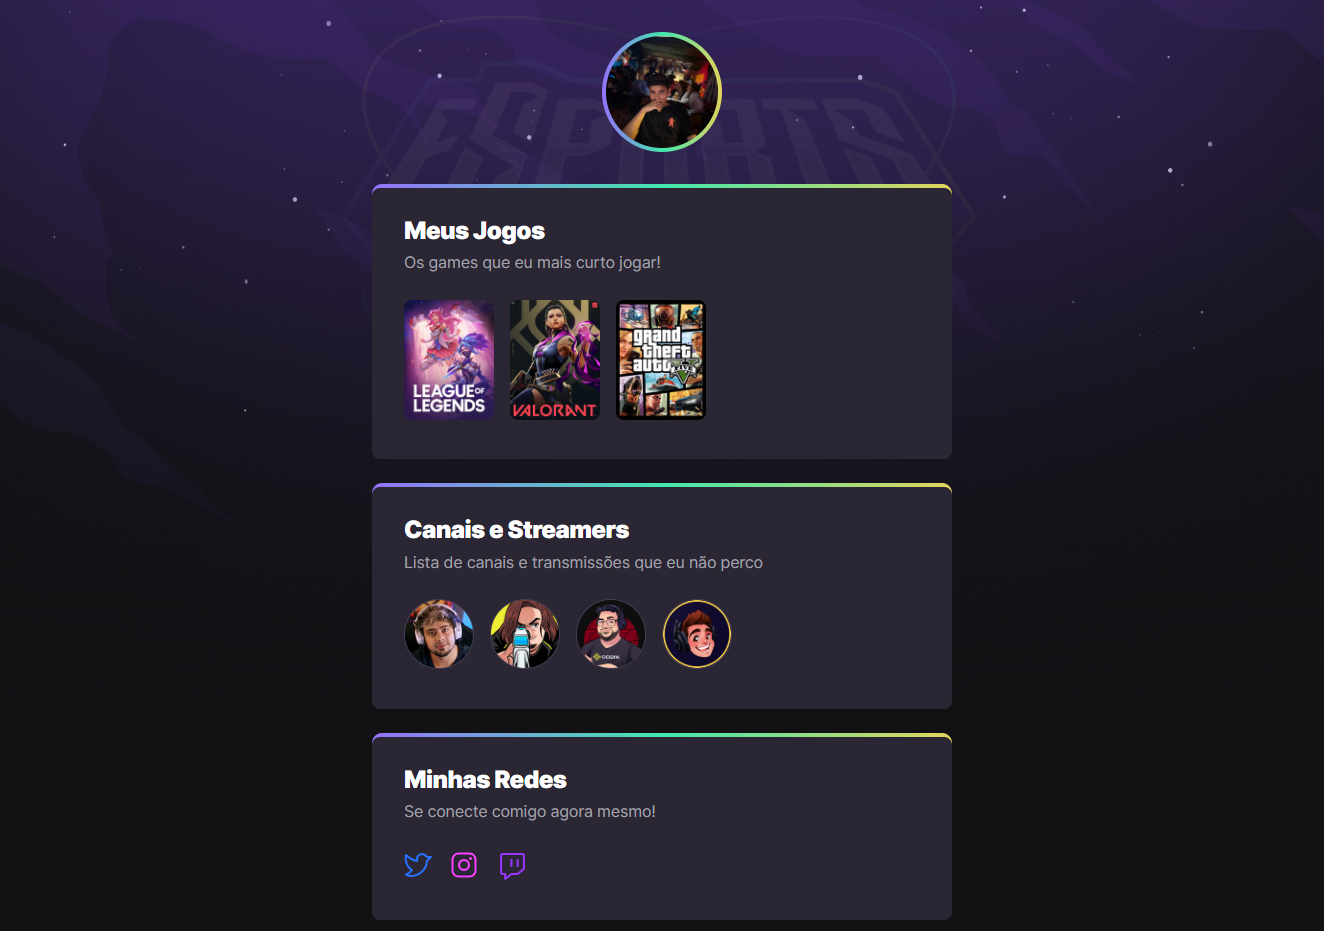 ESPORTS
Meus Jogos
Os games que eu mais curto jogar!
LEAGUE OF
LEGENDS
VALORANT
grand
theft
auto V
FIVE
Canais e Streamers
Lista de canais e transmissões que eu não perco
Minhas Redes
Se conecte comigo agora mesmo!